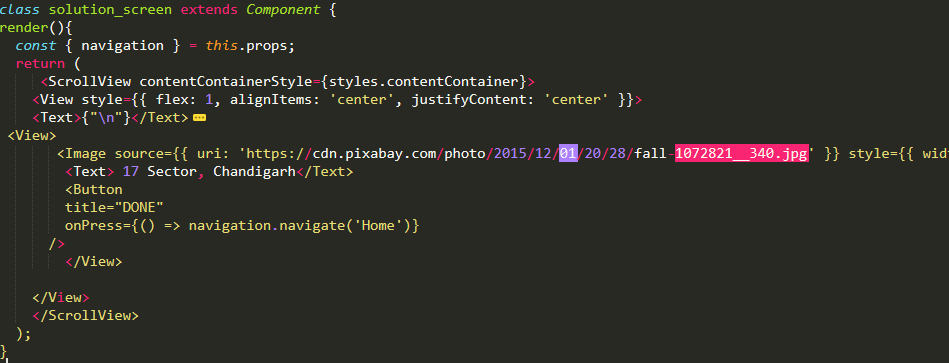 class solution_screen extends Component {
render(){
const { navigation } = this.props;
return (
<ScrollView contentContainerStyle={styles.contentContainer}>
<View style={{ flex: 1, alignItems: 'center', justifyContent: 'center' }}>
<Text>{"\n"}</Text>
<View>
<Image source={{ uri: 'https://cdn.pixabay.com/photo/2015/12/01/20/28/fall-1072821__340.jpg' }} style={{ wid
<Text> 17 Sector, Chandigarh</Text>
<Button
title="DONE"
onPress={() => navigation.navigate('Home')}
/>
</View>
</View>
</ScrollView>
);
}